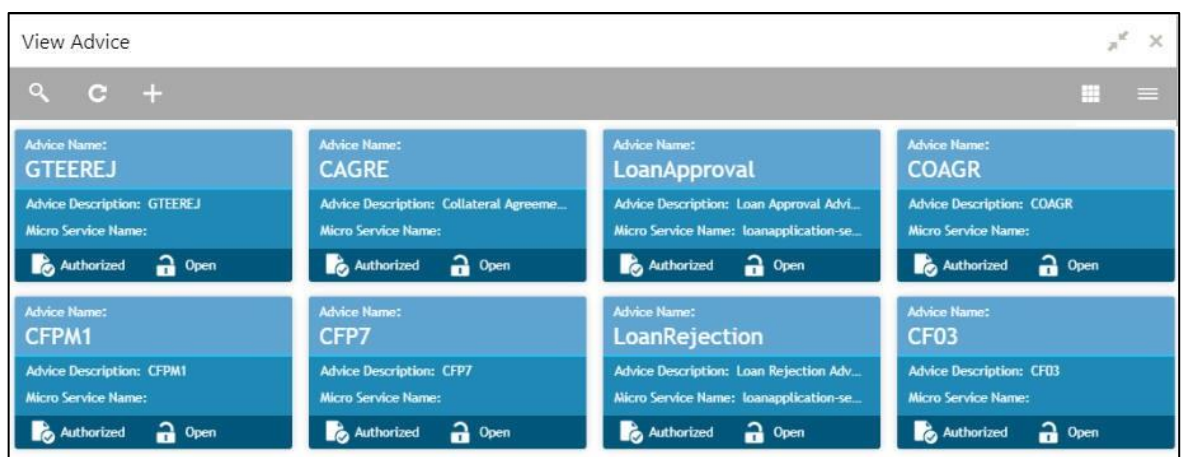 View Advice
Advice Name: Advice Name: Advice Name: Advice Name:
GTEEREJ CAGRE LoanApproval COAGR
Advice Description: GTEEREJ Advice Description: Collateral Agreeme... Advice Description: Loan Approval Advi... Advice Description: COAGR
Micro Service Name: Micro Service Name: Micro Service Name: loanapplication-se... Micro Service Name:
Authorized Open Authorized Open Authorized Open Authorized Open
Advice Name: Advice Name: Advice Name: Advice Name:
CFPM1 CFP7 LoanRejection CF03
Advice Description: CFPM1 Advice Description: CFP7 Advice Description: Loan Rejection Adv... Advice Description: CF03
Micro Service Name: Micro Service Name: Micro Service Name: loanapplication-se... Micro Service Name:
Authorized Open Authorized Open Authorized Open Authorized Open